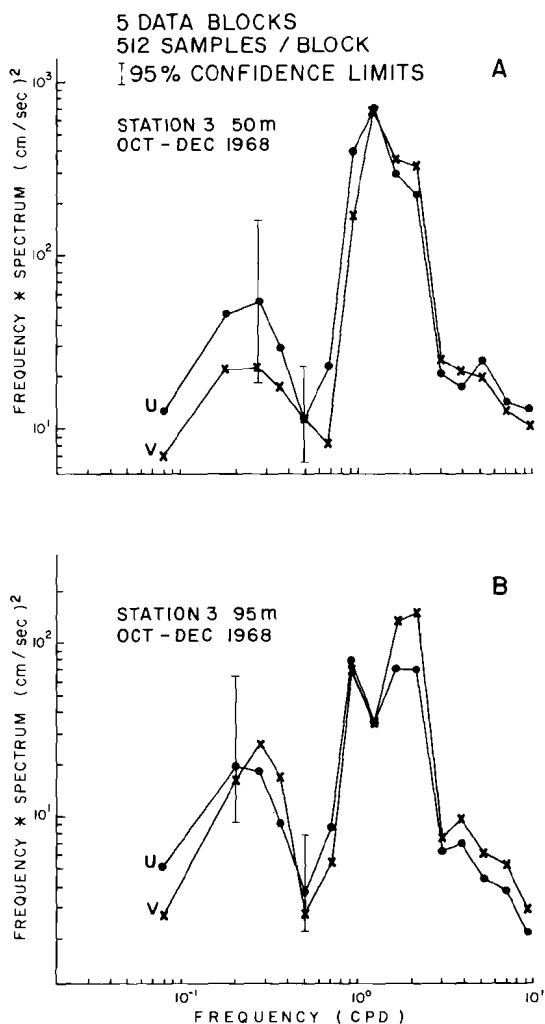 5 DATA BLOCKS
512 SAMPLES / BLOCK
95% CONFIDENCE LIMITS
A
STATION 3 50m
OCT - DEC 1968
FREQUENCY * SPECTRUM (cm/sec)²
10³
10²
10¹
U
V
B
STATION 3 95m
OCT - DEC 1968
FREQUENCY * SPECTRUM (cm/sec)²
10²
10¹
U
V
10⁻¹
10⁰
10¹
FREQUENCY (CPD)